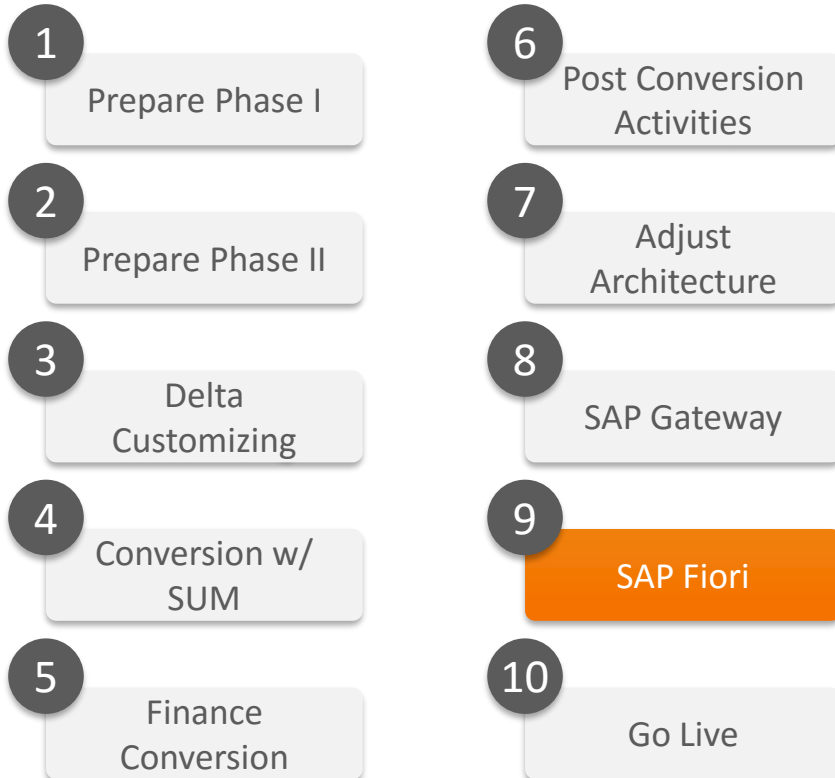 1
Prepare Phase I
2
Prepare Phase II
3
Delta
Customizing
4
Conversion w/
SUM
5
Finance
Conversion
6
Post Conversion
Activities
7
Adjust
Architecture
8
SAP Gateway
9
SAP Fiori
10
Go Live